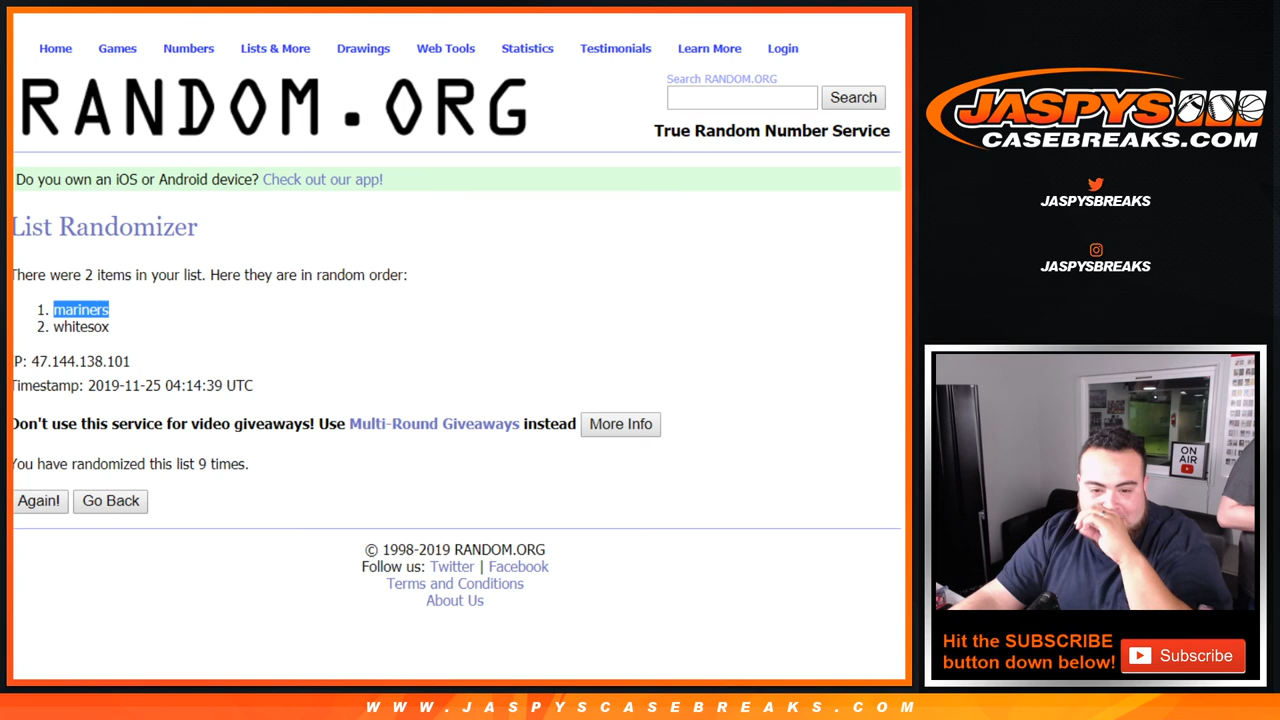 Home Games Numbers Lists & More Drawings Web Tools Statistics Testimonials Learn More Login
RANDOM.ORG
Search RANDOM.ORG
Search
True Random Number Service
Do you own an iOS or Android device? Check out our app!
List Randomizer
There were 2 items in your list. Here they are in random order:
1. mariners
2. whitesox
IP: 47.144.138.101
Timestamp: 2019-11-25 04:14:39 UTC
Don't use this service for video giveaways! Use Multi-Round Giveaways instead More Info
You have randomized this list 9 times.
Again! Go Back
© 1998-2019 RANDOM.ORG
Follow us: Twitter | Facebook
Terms and Conditions
About Us
JASPYS
CASEBREAKS.COM
JASPYSBREAKS
JASPYSBREAKS
ON
AIR
Hit the SUBSCRIBE
button down below!
Subscribe
WWW.JASPYSCASEBREAKS.COM